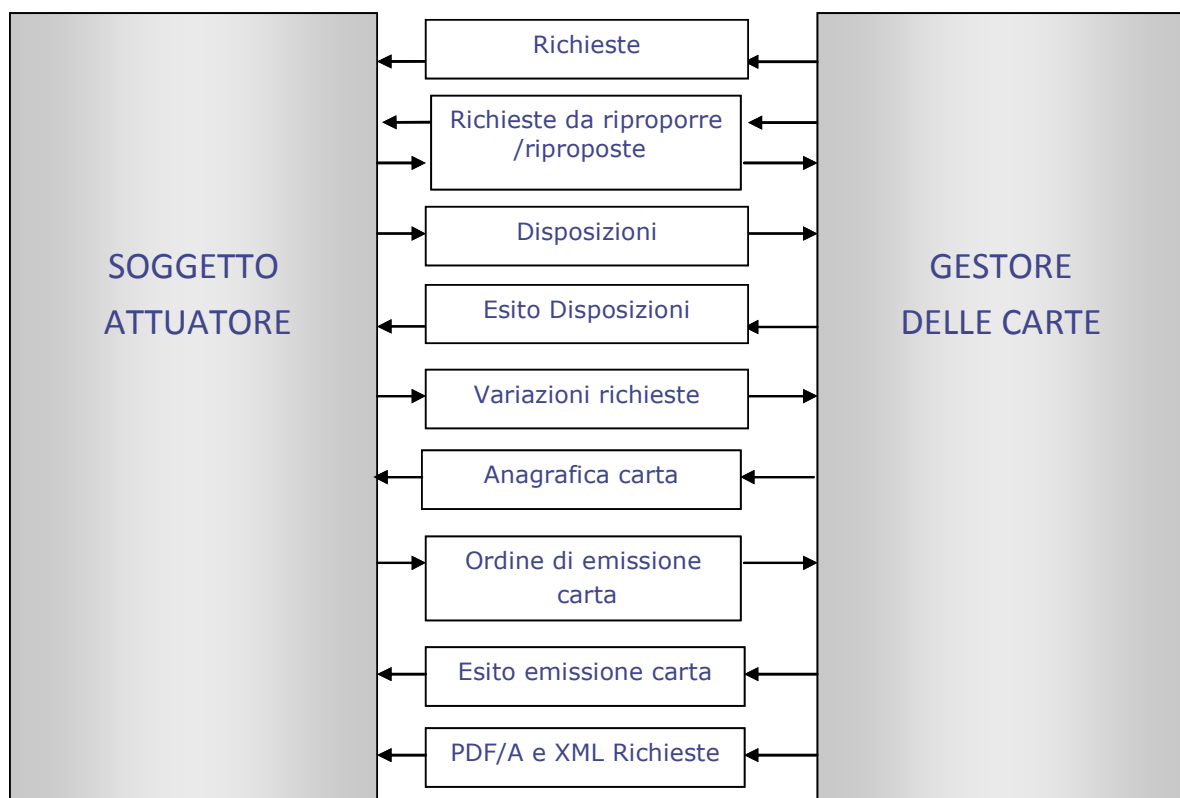 Richieste
Richieste da riproporre
/riproposte
Disposizioni
SOGGETTO
ATTUATORE
GESTORE
DELLE CARTE
Esito Disposizioni
Variazioni richieste
Anagrafica carta
Ordine di emissione
carta
Esito emissione carta
PDF/A e XML Richieste